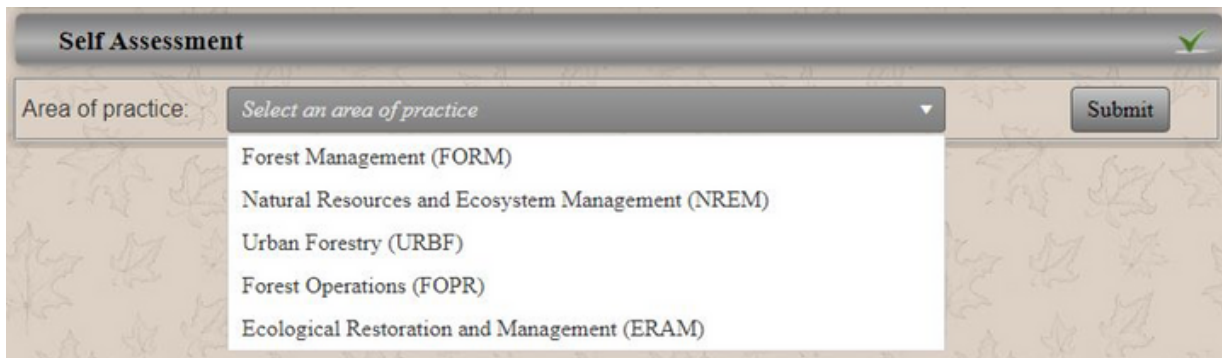 Self Assessment
Area of practice: Select an area of practice Submit
Forest Management (FORM)
Natural Resources and Ecosystem Management (NREM)
Urban Forestry (URBF)
Forest Operations (FOPR)
Ecological Restoration and Management (ERAM)